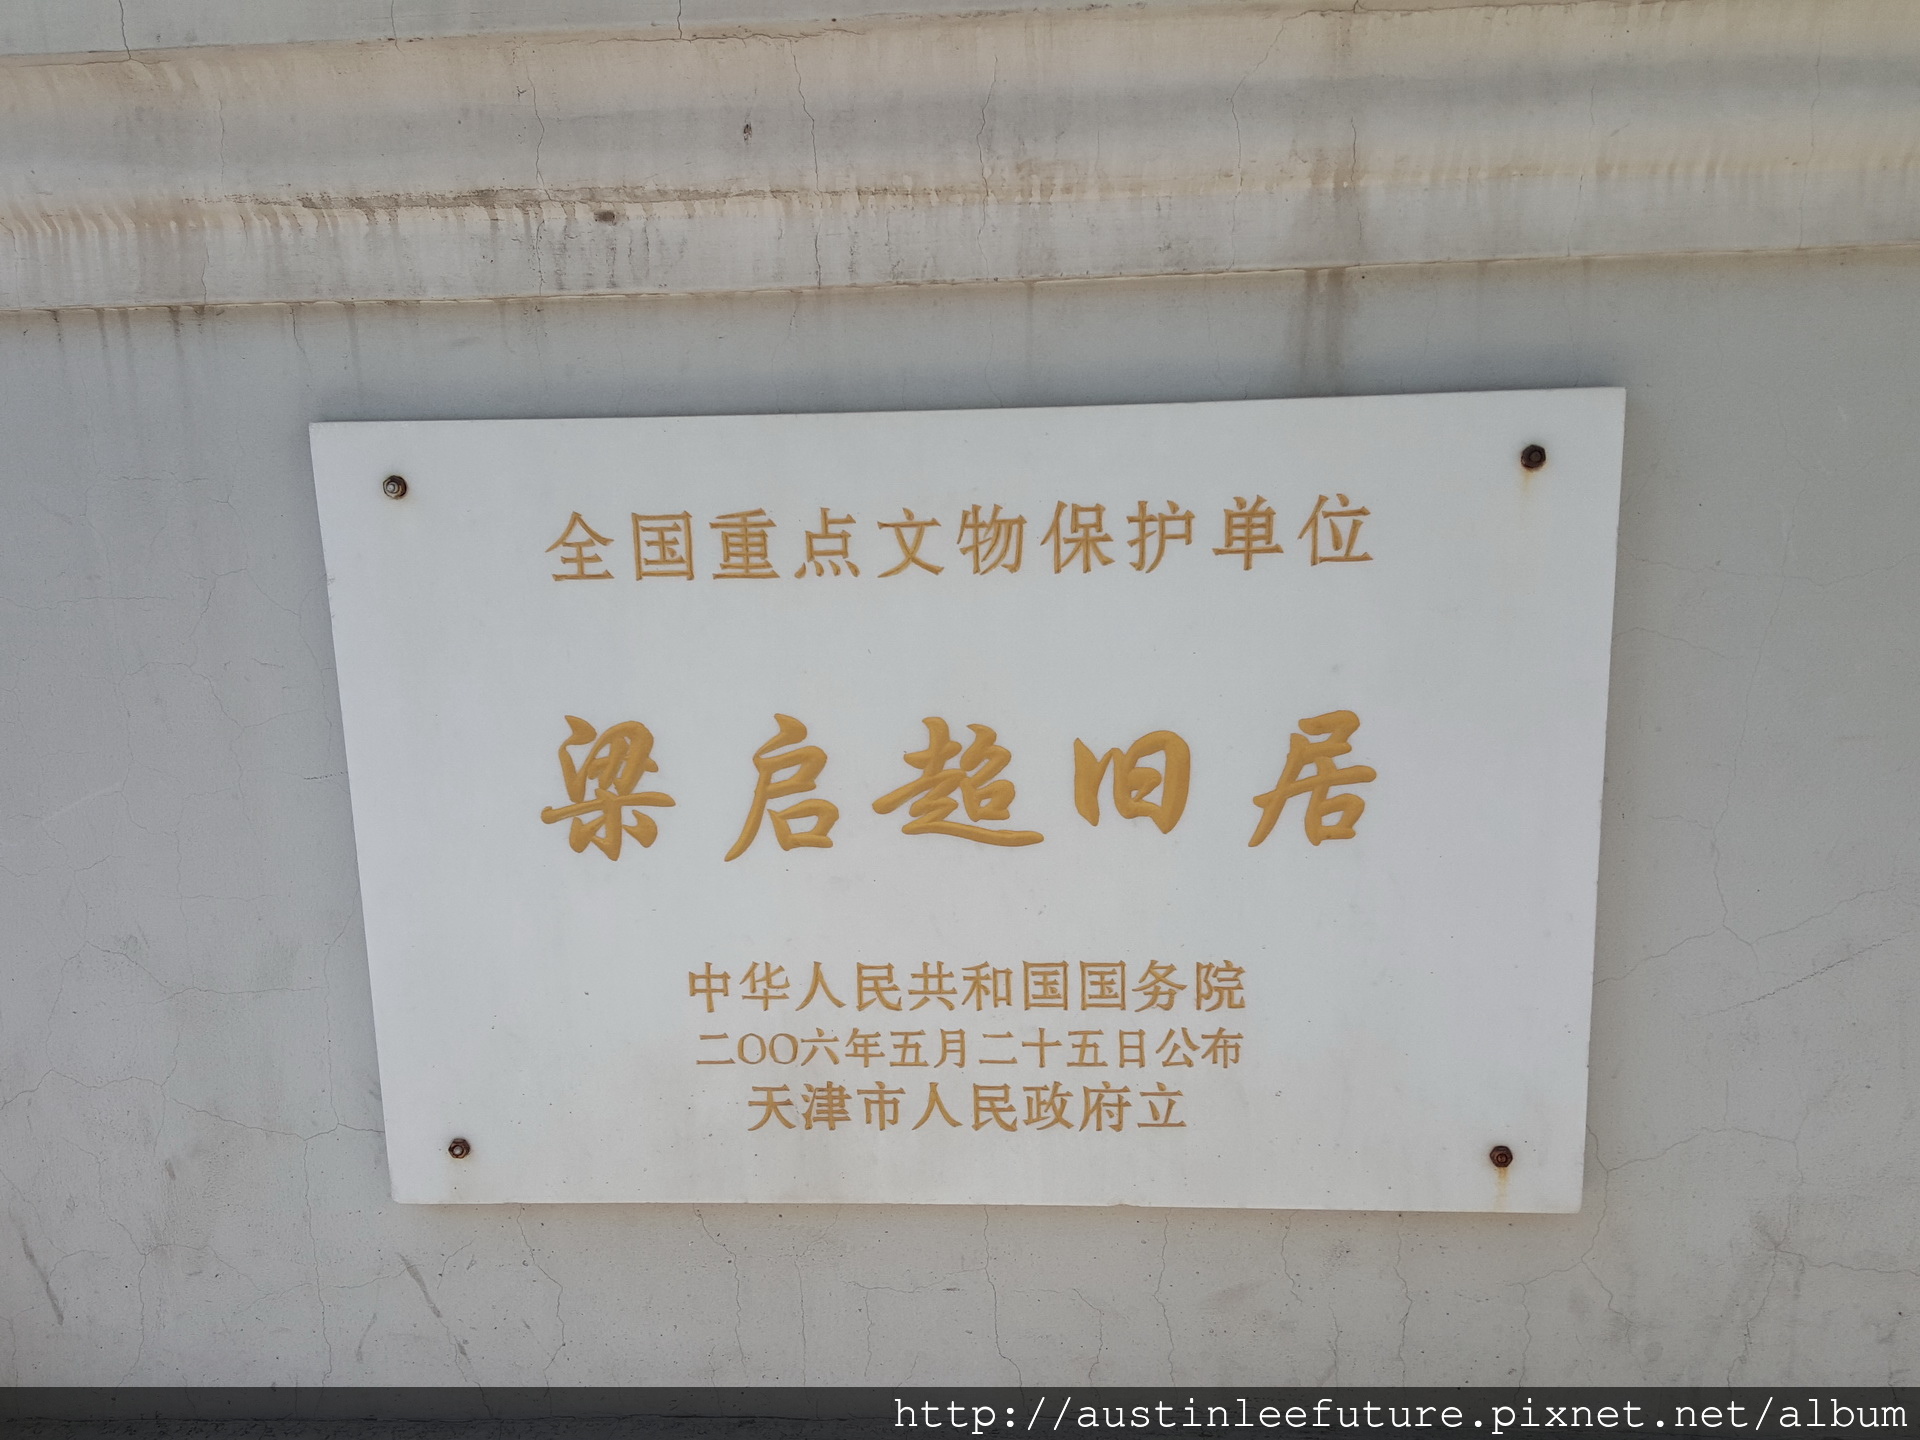 全国重点文物保护单位
梁启超旧居
中华人民共和国国务院
二〇〇六年五月二十五日公布
天津市人民政府立
http://austinleefuture.pixnet.net/album